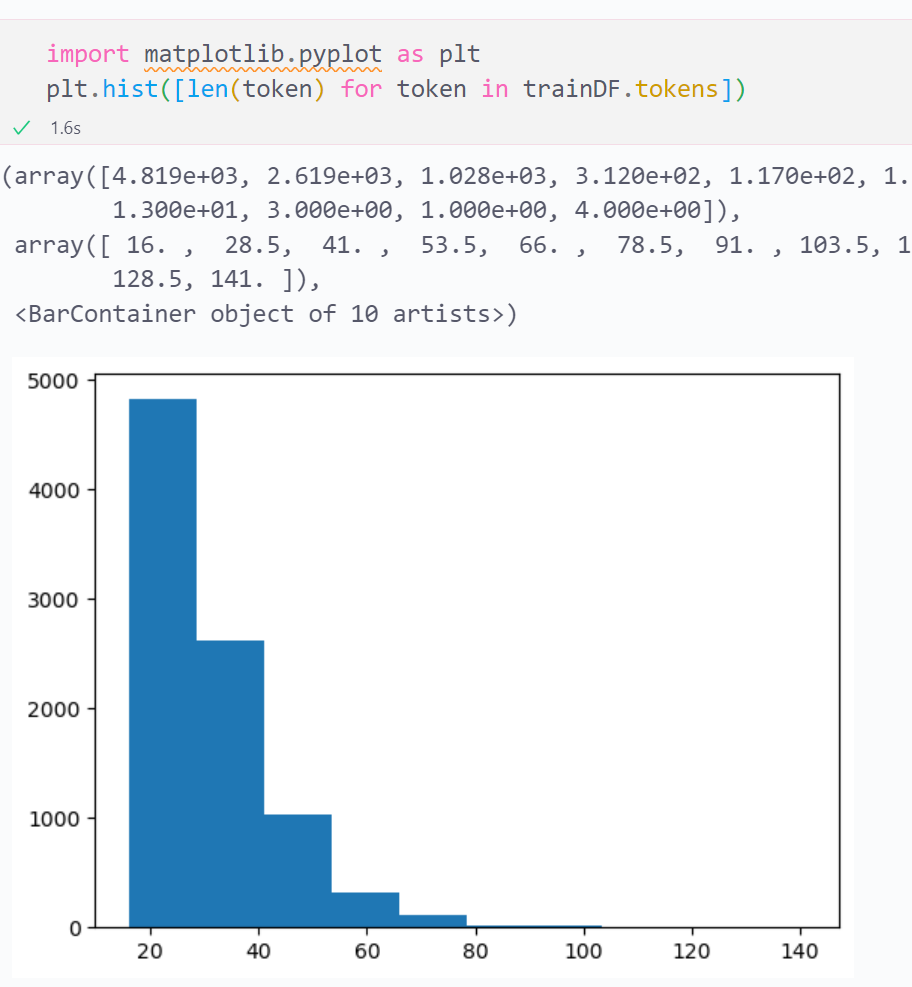 import matplotlib.pyplot as plt
plt.hist([len(token) for token in trainDF.tokens])
1.6s
(array([4.819e+03, 2.619e+03, 1.028e+03, 3.120e+02, 1.170e+02, 1.
1.300e+01, 3.000e+00, 1.000e+00, 4.000e+00]),
array([ 16. , 28.5, 41. , 53.5, 66. , 78.5, 91. , 103.5, 1
128.5, 141. ]),
<BarContainer object of 10 artists>)
5000
4000
3000
2000
1000
0
20 40 60 80 100 120 140